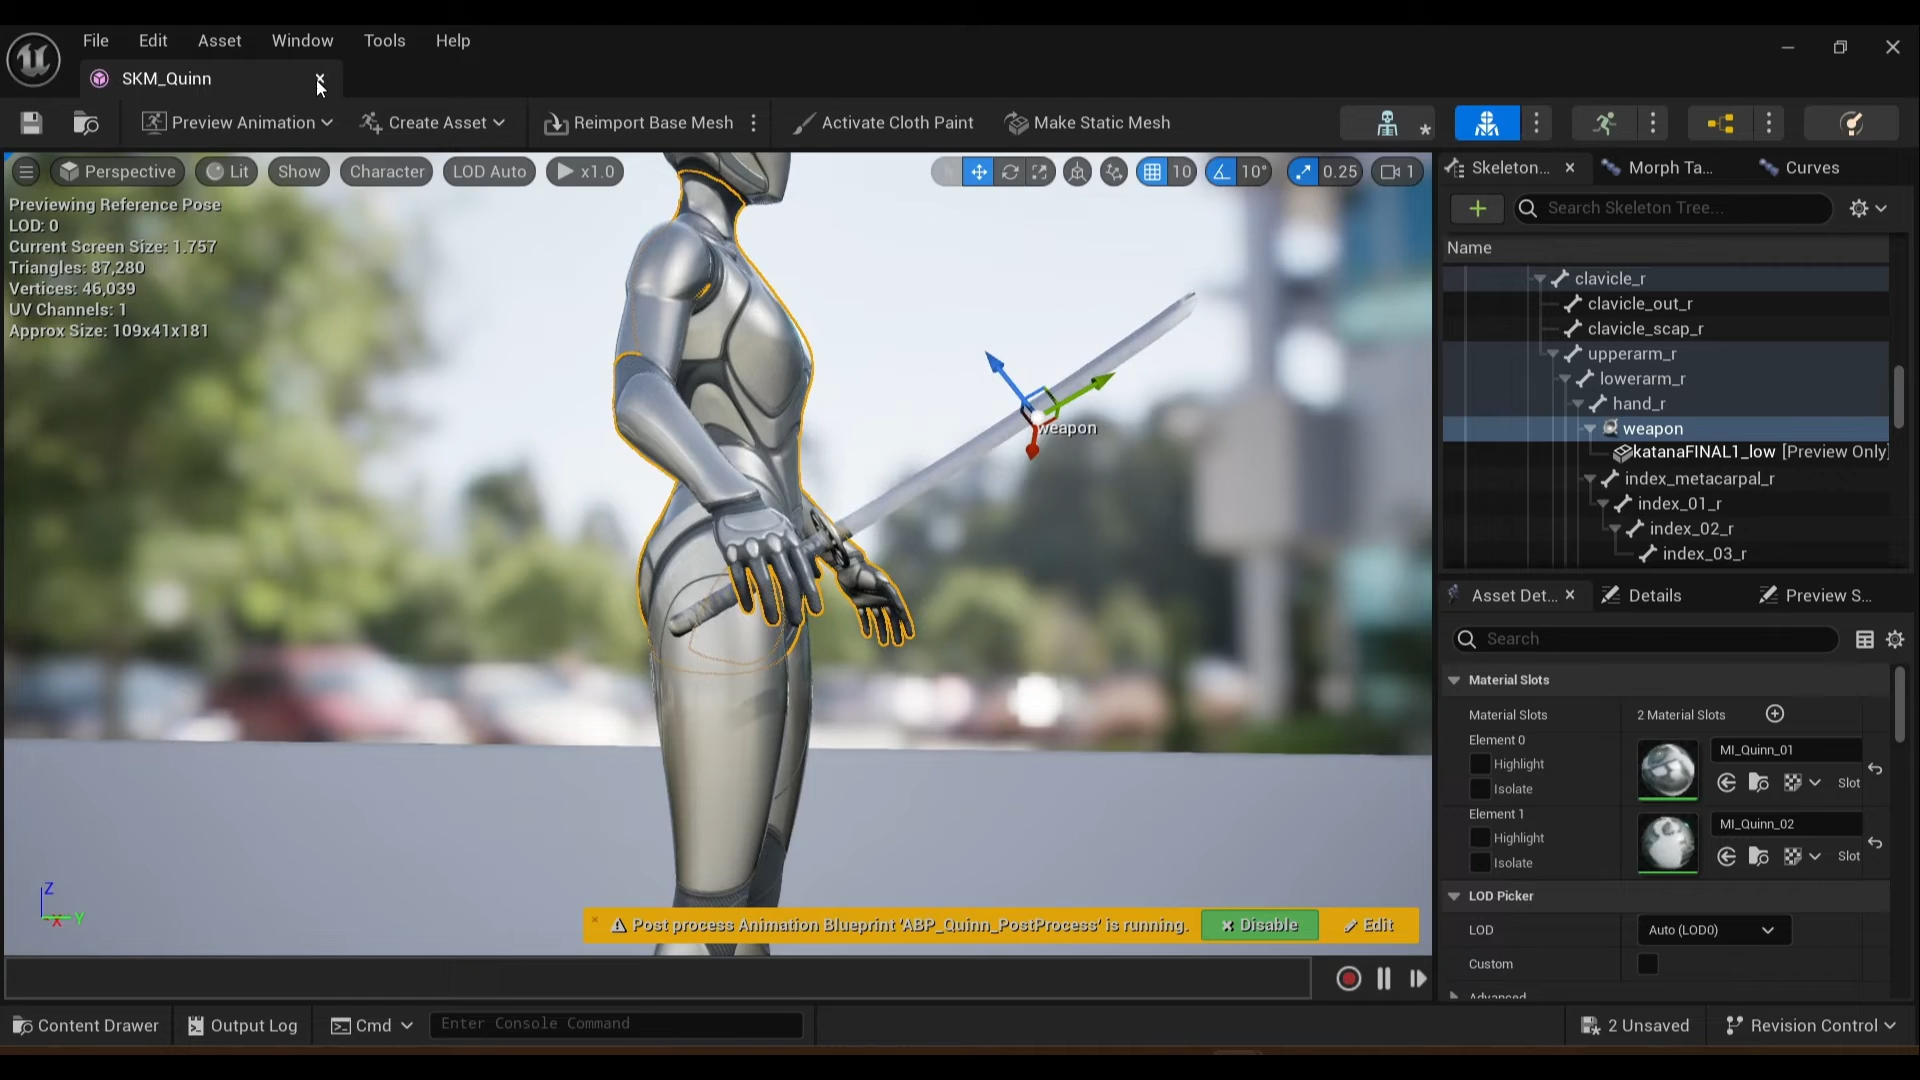 File Edit Asset Window Tools Help
SKM_Quinn
Preview Animation Create Asset Reimport Base Mesh Activate Cloth Paint Make Static Mesh
Perspective Lit Show Character LOD Auto x1.0 10 10° 0.25 1
Previewing Reference Pose
LOD: 0
Current Screen Size: 1.757
Triangles: 87,280
Vertices: 46,039
UV Channels: 1
Approx Size: 109x41x181
weapon
Z
X Y
Post process Animation Blueprint 'ABP_Quinn_PostProcess' is running. Disable Edit
Skeleton... Morph Ta... Curves
Search Skeleton Tree...
Name
clavicle_r
clavicle_out_r
clavicle_scap_r
upperarm_r
lowerarm_r
hand_r
weapon
katanaFINAL1_low [Preview Only]
index_metacarpal_r
index_01_r
index_02_r
index_03_r
Asset Det... Details Preview S...
Search
Material Slots
Material Slots 2 Material Slots
Element 0
MI_Quinn_01
Highlight
Isolate
Slot
Element 1
MI_Quinn_02
Highlight
Isolate
Slot
LOD Picker
LOD Auto (LOD0)
Custom
Advanced
Content Drawer Output Log Cmd Enter Console Command 2 Unsaved Revision Control